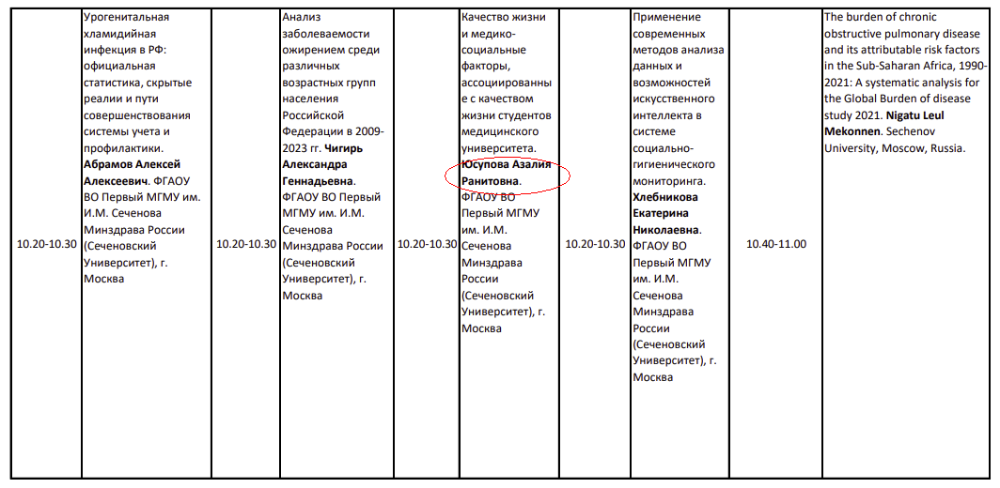 10.20-10.30
Урогенитальная
хламидийная
инфекция в РФ:
официальная
статистика, скрытые
реалии и пути
совершенствования
системы учета и
профилактики.
Абрамов Алексей
Алексеевич. ФГАОУ
ВО Первый МГМУ им.
И.М. Сеченова
Минздрава России
(Сеченовский
Университет), г.
Москва
10.20-10.30
Анализ
заболеваемости
ожирением среди
различных
возрастных групп
населения
Российской
Федерации в 2009-
2023 гг. Чигирь
Александра
Геннадьевна.
ФГАОУ ВО Первый
МГМУ им. И.М.
Сеченова
Минздрава России
(Сеченовский
Университет), г.
Москва
10.20-10.30
Качество жизни
и медико-
социальные
факторы,
ассоциированны
е с качеством
жизни студентов
медицинского
университета.
Юсупова Азалия
Ранитовна.
ФГАОУ ВО
Первый МГМУ
им. И.М.
Сеченова
Минздрава
России
(Сеченовский
Университет), г.
Москва
10.20-10.30
Применение
современных
методов анализа
данных и
возможностей
искусственного
интеллекта в
системе
социально-
гигиенического
мониторинга.
Хлебникова
Екатерина
Николаевна.
ФГАОУ ВО
Первый МГМУ
им. И.М.
Сеченова
Минздрава
России
(Сеченовский
Университет), г.
Москва
10.40-11.00
The burden of chronic
obstructive pulmonary disease
and its attributable risk factors
in the Sub-Saharan Africa, 1990-
2021: A systematic analysis for
the Global Burden of disease
study 2021. Nigatu Leul
Mekonnen. Sechenov
University, Moscow, Russia.